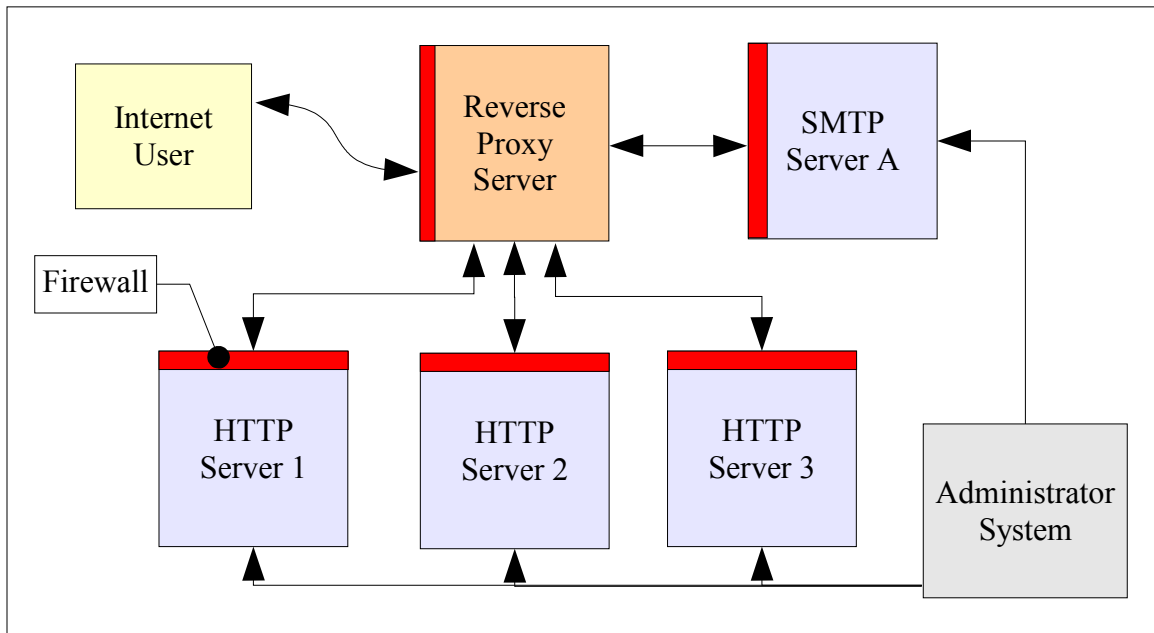 Internet
User
Reverse
Proxy
Server
SMTP
Server A
Firewall
HTTP
Server 1
HTTP
Server 2
HTTP
Server 3
Administrator
System